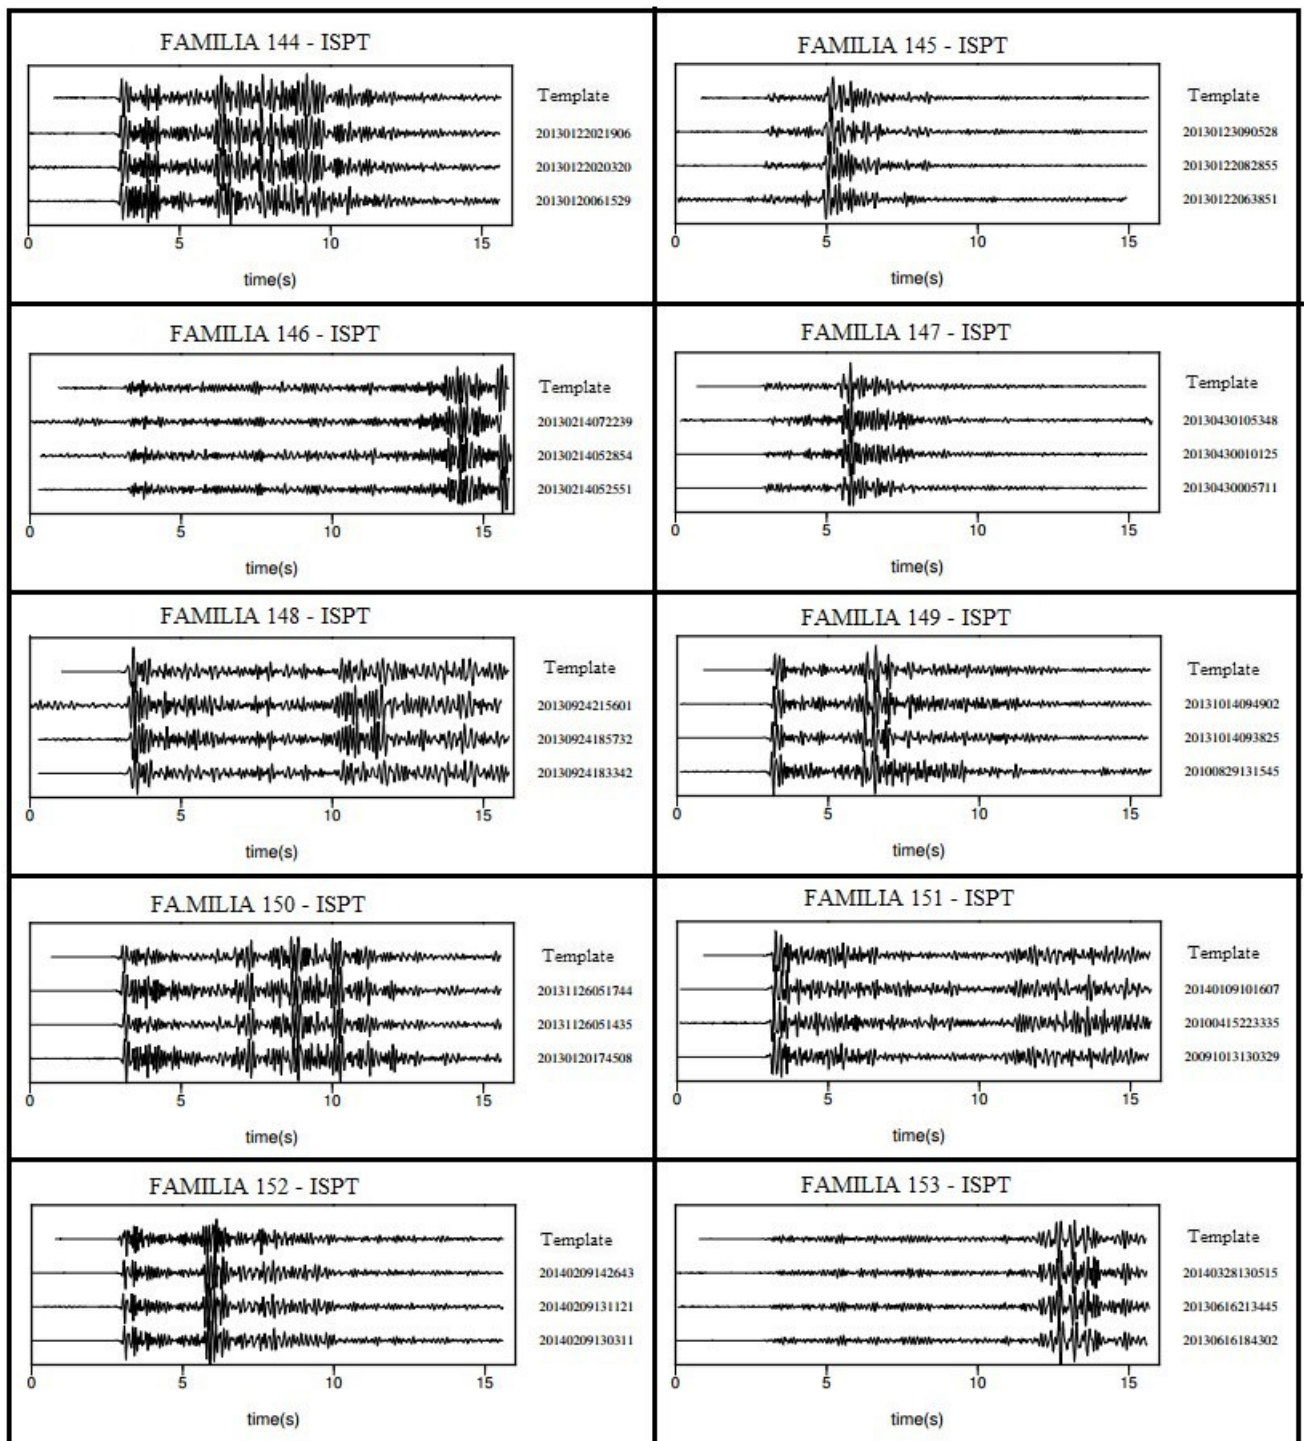 FAMILIA 144 - ISPT
Template
20130122021906
20130122020320
20130120061529
0 5 10 15
time(s)
FAMILIA 145 - ISPT
Template
20130123090528
20130122082855
20130122063851
0 5 10 15
time(s)
FAMILIA 146 - ISPT
Template
20130214072239
20130214052854
20130214052551
0 5 10 15
time(s)
FAMILIA 147 - ISPT
Template
20130430105348
20130430010125
20130430005711
0 5 10 15
time(s)
FAMILIA 148 - ISPT
Template
20130924215601
20130924185732
20130924183342
0 5 10 15
time(s)
FAMILIA 149 - ISPT
Template
20131014094902
20131014093825
20100829131545
0 5 10 15
time(s)
FA.MILIA 150 - ISPT
Template
20131126051744
20131126051435
20130120174508
0 5 10 15
time(s)
FAMILIA 151 - ISPT
Template
20140109101607
20100415223335
20091013130329
0 5 10 15
time(s)
FAMILIA 152 - ISPT
Template
20140209142643
20140209131121
20140209130311
0 5 10 15
time(s)
FAMILIA 153 - ISPT
Template
20140328130515
20130616213445
20130616184302
0 5 10 15
time(s)